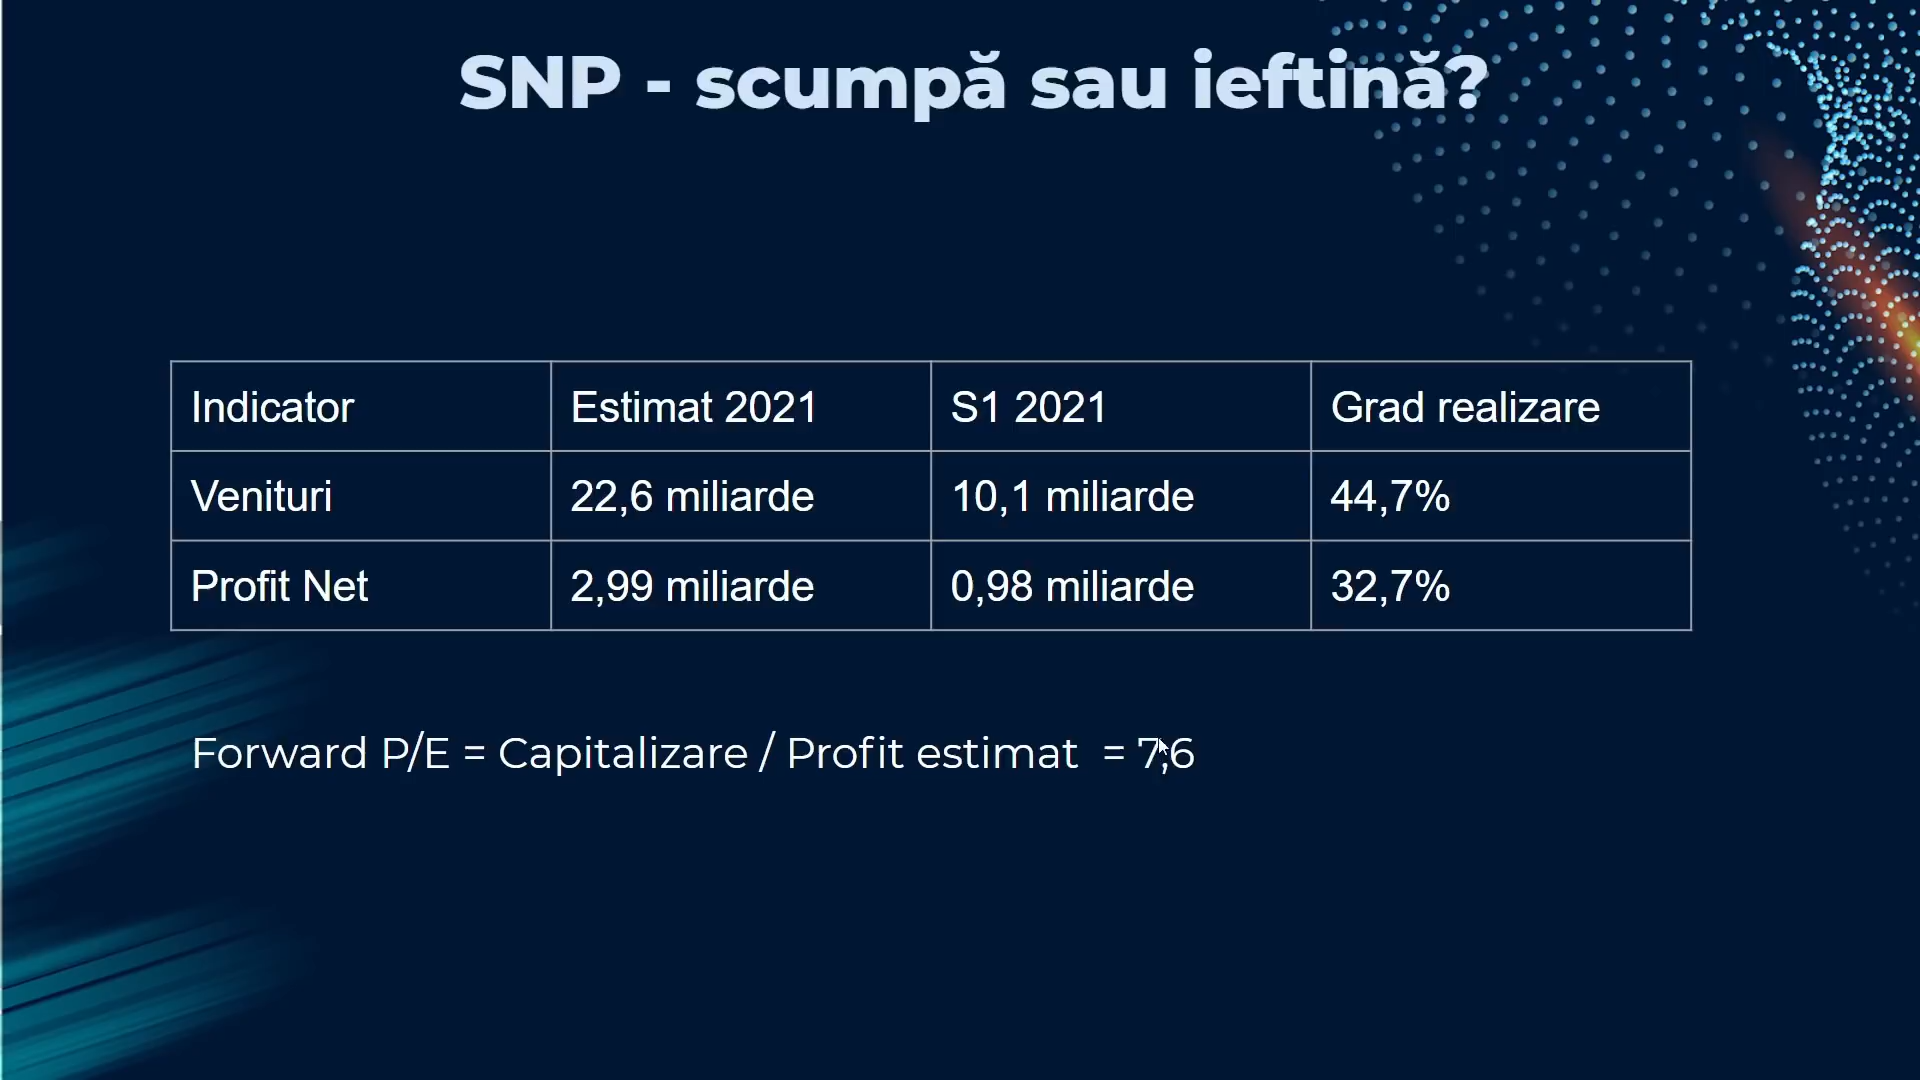 SNP - scumpă sau ieftină?
Indicator Estimat 2021 S1 2021 Grad realizare
Venituri 22,6 miliarde 10,1 miliarde 44,7%
Profit Net 2,99 miliarde 0,98 miliarde 32,7%
Forward P/E = Capitalizare / Profit estimat = 7,6